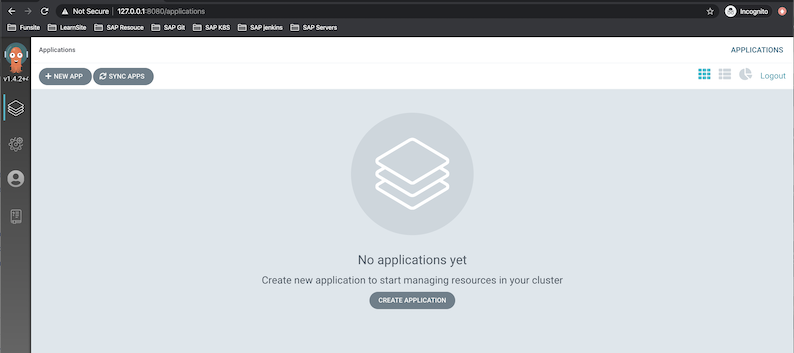 Not Secure | 127.0.0.1:8080/applications
Incognito
Funsite LearnSite SAP Resouce SAP Git SAP KBS SAP jenkins SAP Servers
Applications
APPLICATIONS
v1.4.2+
NEW APP SYNC APPS
Logout
No applications yet
Create new application to start managing resources in your cluster
CREATE APPLICATION